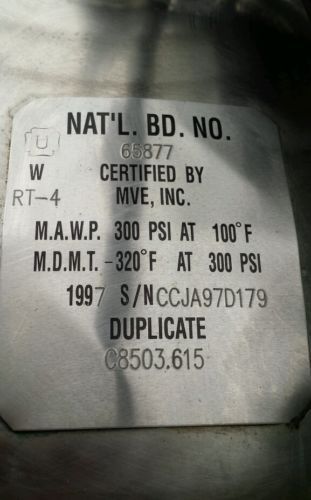 NAT'L. BD. NO.
U 65877
W CERTIFIED BY
RT-4 MVE, INC.
M.A.W.P. 300 PSI AT 100°F
M.D.M.T. -320°F AT 300 PSI
1997 S/N CCJA97D179
DUPLICATE
C8503.615